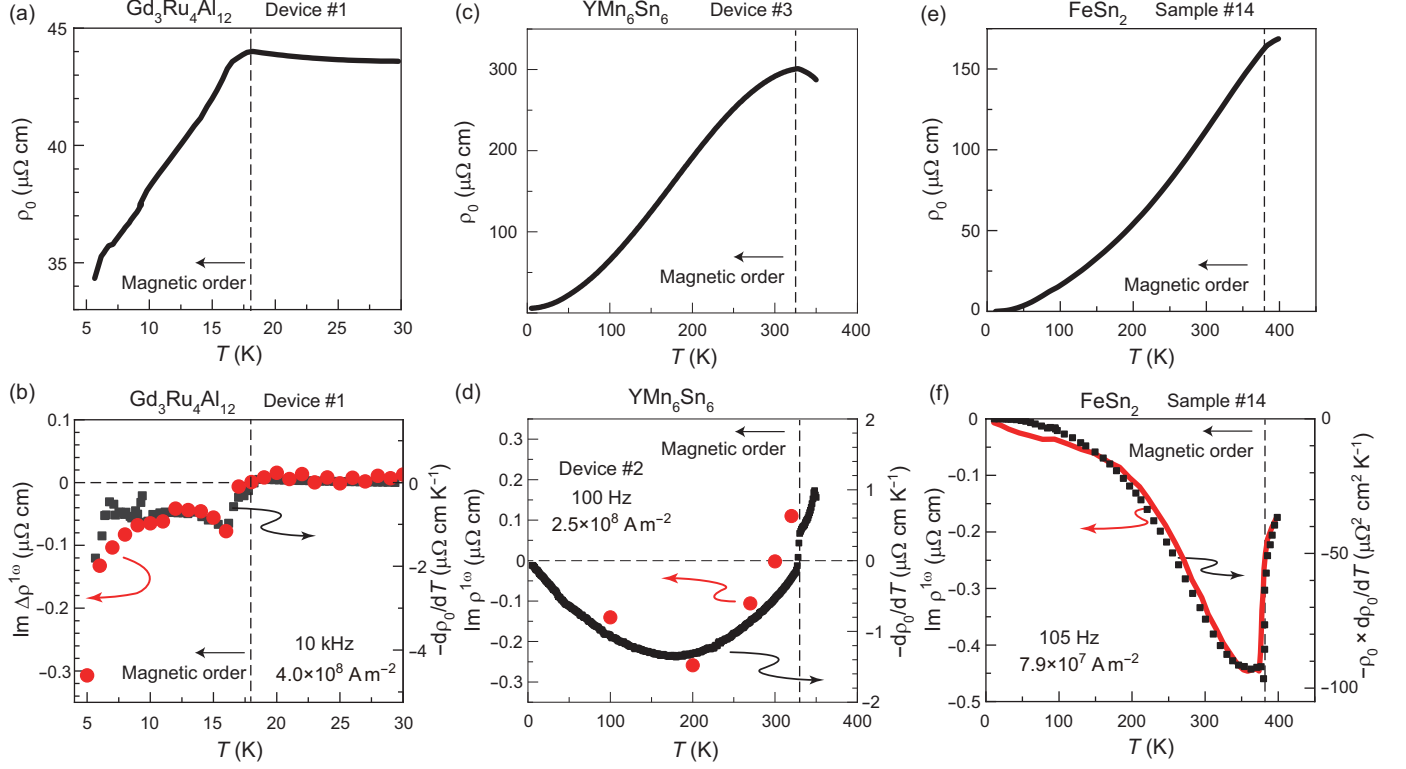 (a) Gd₃Ru₄Al₁₂ Device #1
45
40
35
ρ₀ (μΩ cm)
Magnetic order
5 10 15 20 25 30
T (K)
(c) YMn₆Sn₆ Device #3
300
200
100
ρ₀ (μΩ cm)
Magnetic order
0 100 200 300 400
T (K)
(e) FeSn₂ Sample #14
150
100
50
0
ρ₀ (μΩ cm)
Magnetic order
0 100 200 300 400
T (K)
(b) Gd₃Ru₄Al₁₂ Device #1
0.1
0
−0.1
−0.2
−0.3
Im Δρ¹ω (μΩ cm)
0
−2
−4
−dρ₀/dT (μΩ cm K⁻¹)
10 kHz
Magnetic order
4.0×10⁸ A m⁻²
5 10 15 20 25 30
T (K)
(d) YMn₆Sn₆
0.3
0.2
0.1
0
−0.1
−0.2
−0.3
Im ρ¹ω (μΩ cm)
2
1
0
−1
−2
−dρ₀/dT (μΩ cm K⁻¹)
Magnetic order
Device #2
100 Hz
2.5×10⁸ A m⁻²
0 100 200 300 400
T (K)
(f) FeSn₂ Sample #14
0
−0.1
−0.2
−0.3
−0.4
−0.5
Im ρ¹ω (μΩ cm)
0
−50
−100
−ρ₀ × dρ₀/dT (μΩ² cm² K⁻¹)
Magnetic order
105 Hz
7.9×10⁷ A m⁻²
0 100 200 300 400
T (K)